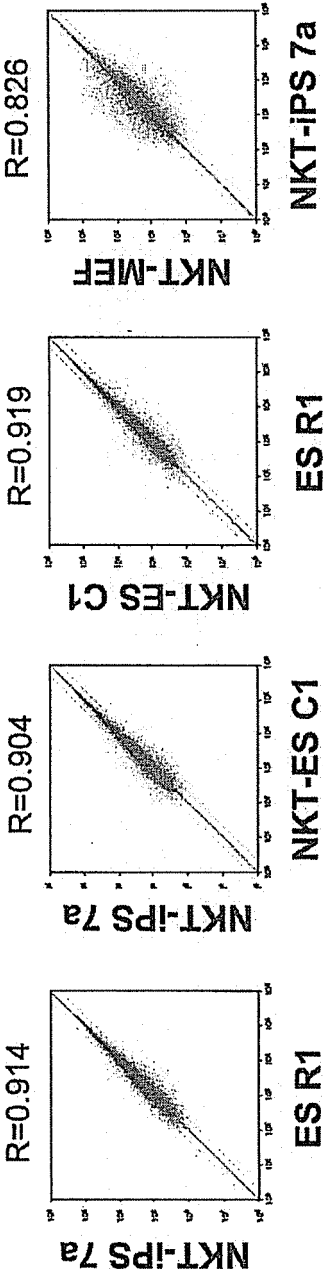 R=0.914
NKT-iPS 7a
ES R1
R=0.904
NKT-iPS 7a
NKT-ES C1
R=0.919
NKT-ES C1
ES R1
R=0.826
NKT-MEF
NKT-iPS 7a